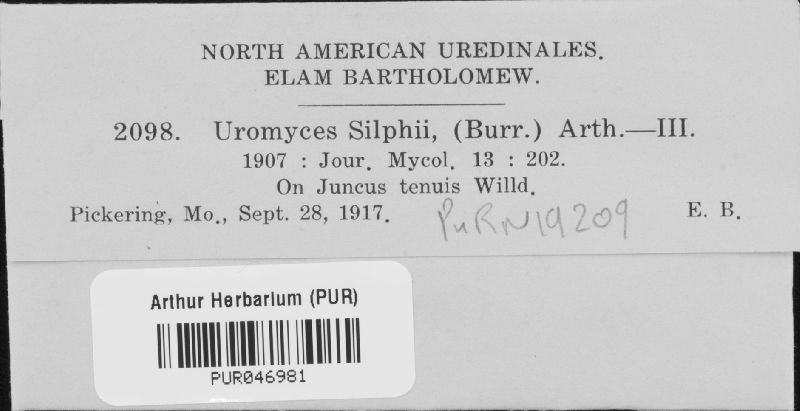 NORTH AMERICAN UREDINALES.
ELAM BARTHOLOMEW.
2098. Uromyces Silphii, (Burr.) Arth.—III.
1907 : Jour. Mycol. 13 : 202.
On Juncus tenuis Willd.
Pickering, Mo., Sept. 28, 1917. PURN19209 E. B.
Arthur Herbarium (PUR)
PUR046981